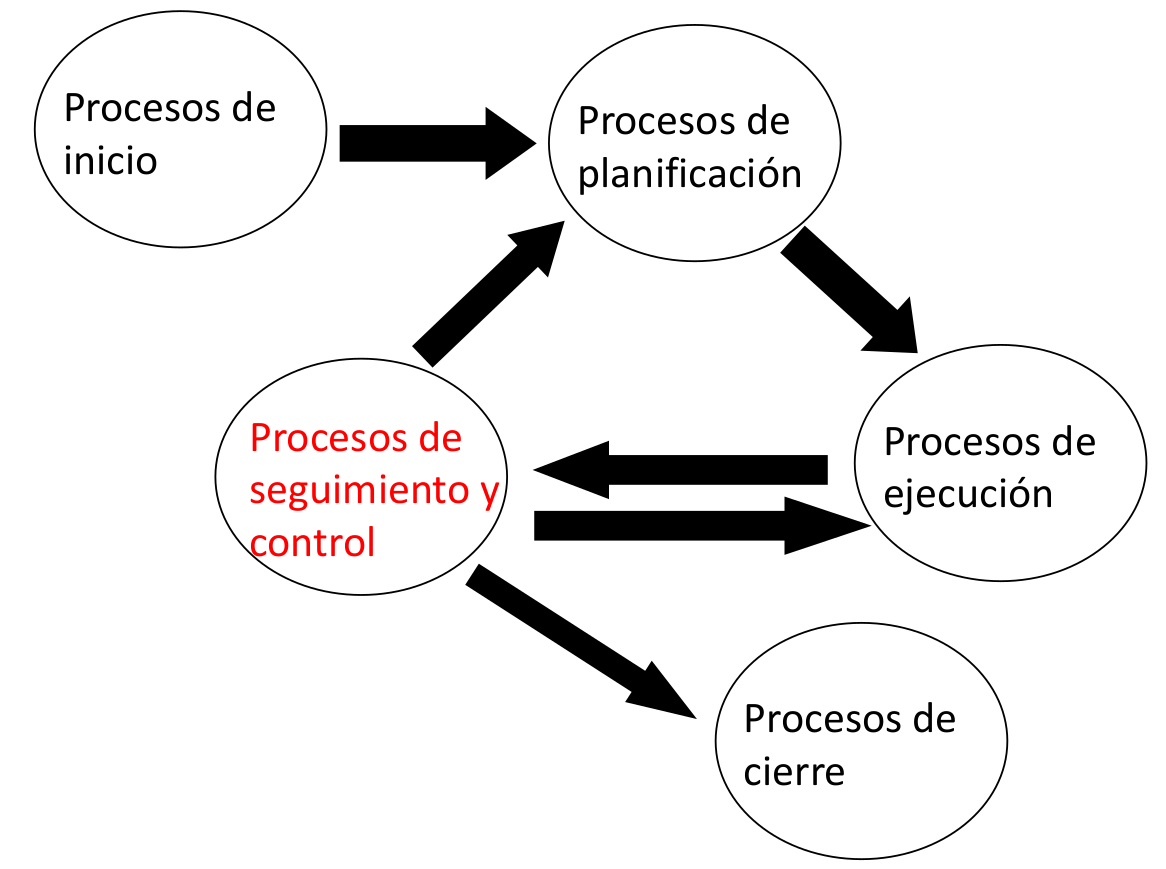 Procesos de
inicio
Procesos de
planificación
Procesos de
seguimiento y
control
Procesos de
ejecución
Procesos de
cierre